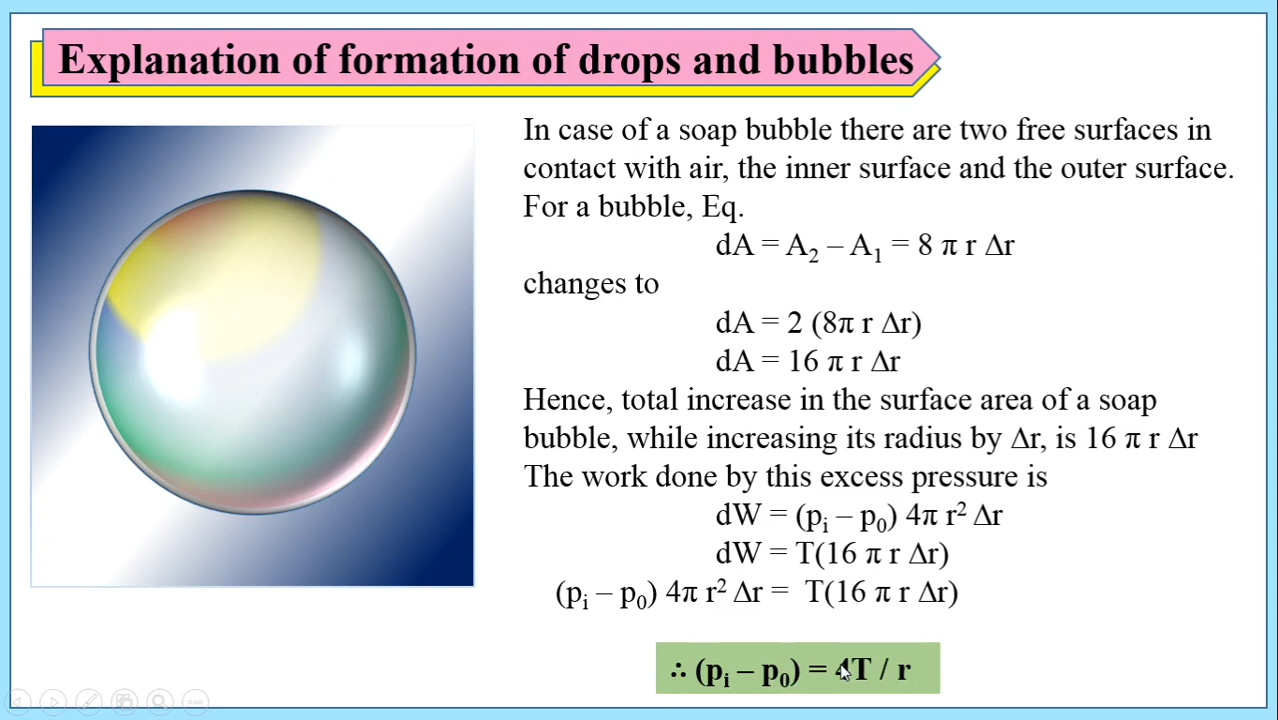 Explanation of formation of drops and bubbles
In case of a soap bubble there are two free surfaces in
contact with air, the inner surface and the outer surface.
For a bubble, Eq.
dA = A₂ – A₁ = 8 π r Δr
changes to
dA = 2 (8π r Δr)
dA = 16 π r Δr
Hence, total increase in the surface area of a soap
bubble, while increasing its radius by Δr, is 16 π r Δr
The work done by this excess pressure is
dW = (pᵢ – p₀) 4π r² Δr
dW = T(16 π r Δr)
(pᵢ – p₀) 4π r² Δr = T(16 π r Δr)
∴ (pᵢ – p₀) = 4T / r